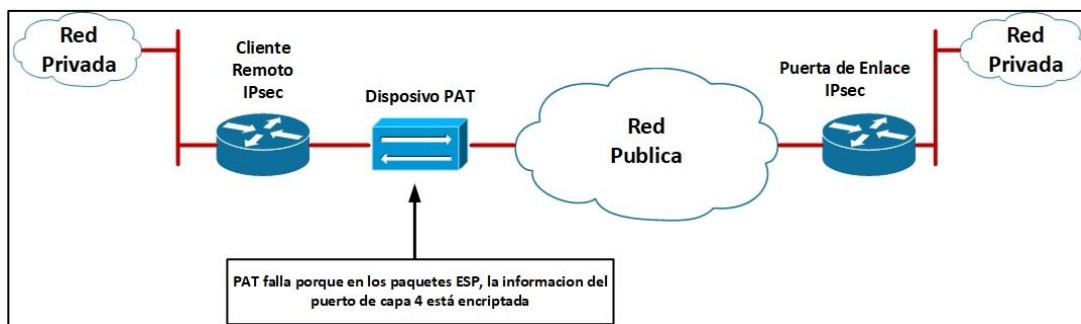 Red
Privada
Cliente
Remoto
IPsec
Disposivo PAT
Red
Publica
Puerta de Enlace
IPsec
Red
Privada
PAT falla porque en los paquetes ESP, la informacion del
puerto de capa 4 está encriptada